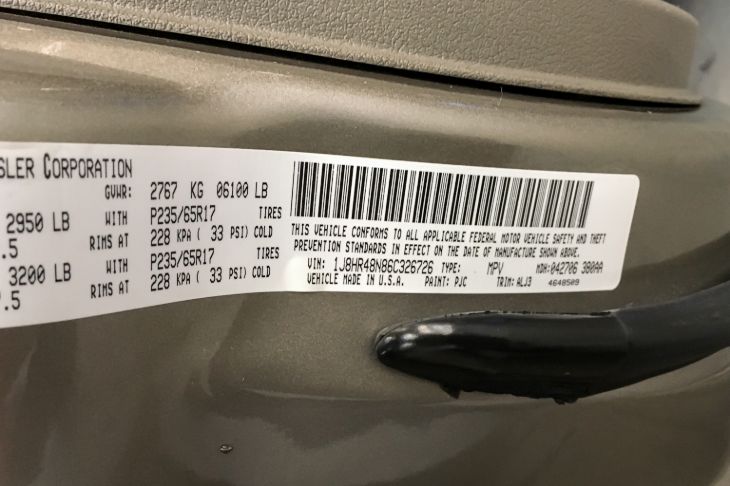 SLER CORPORATION
GVWR: 2767 KG 06100 LB
2950 LB WITH P235/65R17 TIRES
.5 RIMS AT 228 KPA ( 33 PSI) COLD
3200 LB WITH P235/65R17 TIRES
.5 RIMS AT 228 KPA ( 33 PSI) COLD
THIS VEHICLE CONFORMS TO ALL APPLICABLE FEDERAL MOTOR VEHICLE SAFETY AND THEFT
PREVENTION STANDARDS IN EFFECT ON THE DATE OF MANUFACTURE SHOWN ABOVE.
VIN: 1J8HR48N86C326726 TYPE: MPV MDH:042706 380AA
VEHICLE MADE IN U.S.A. PAINT: PJC TRIM: ALJ3 4648509